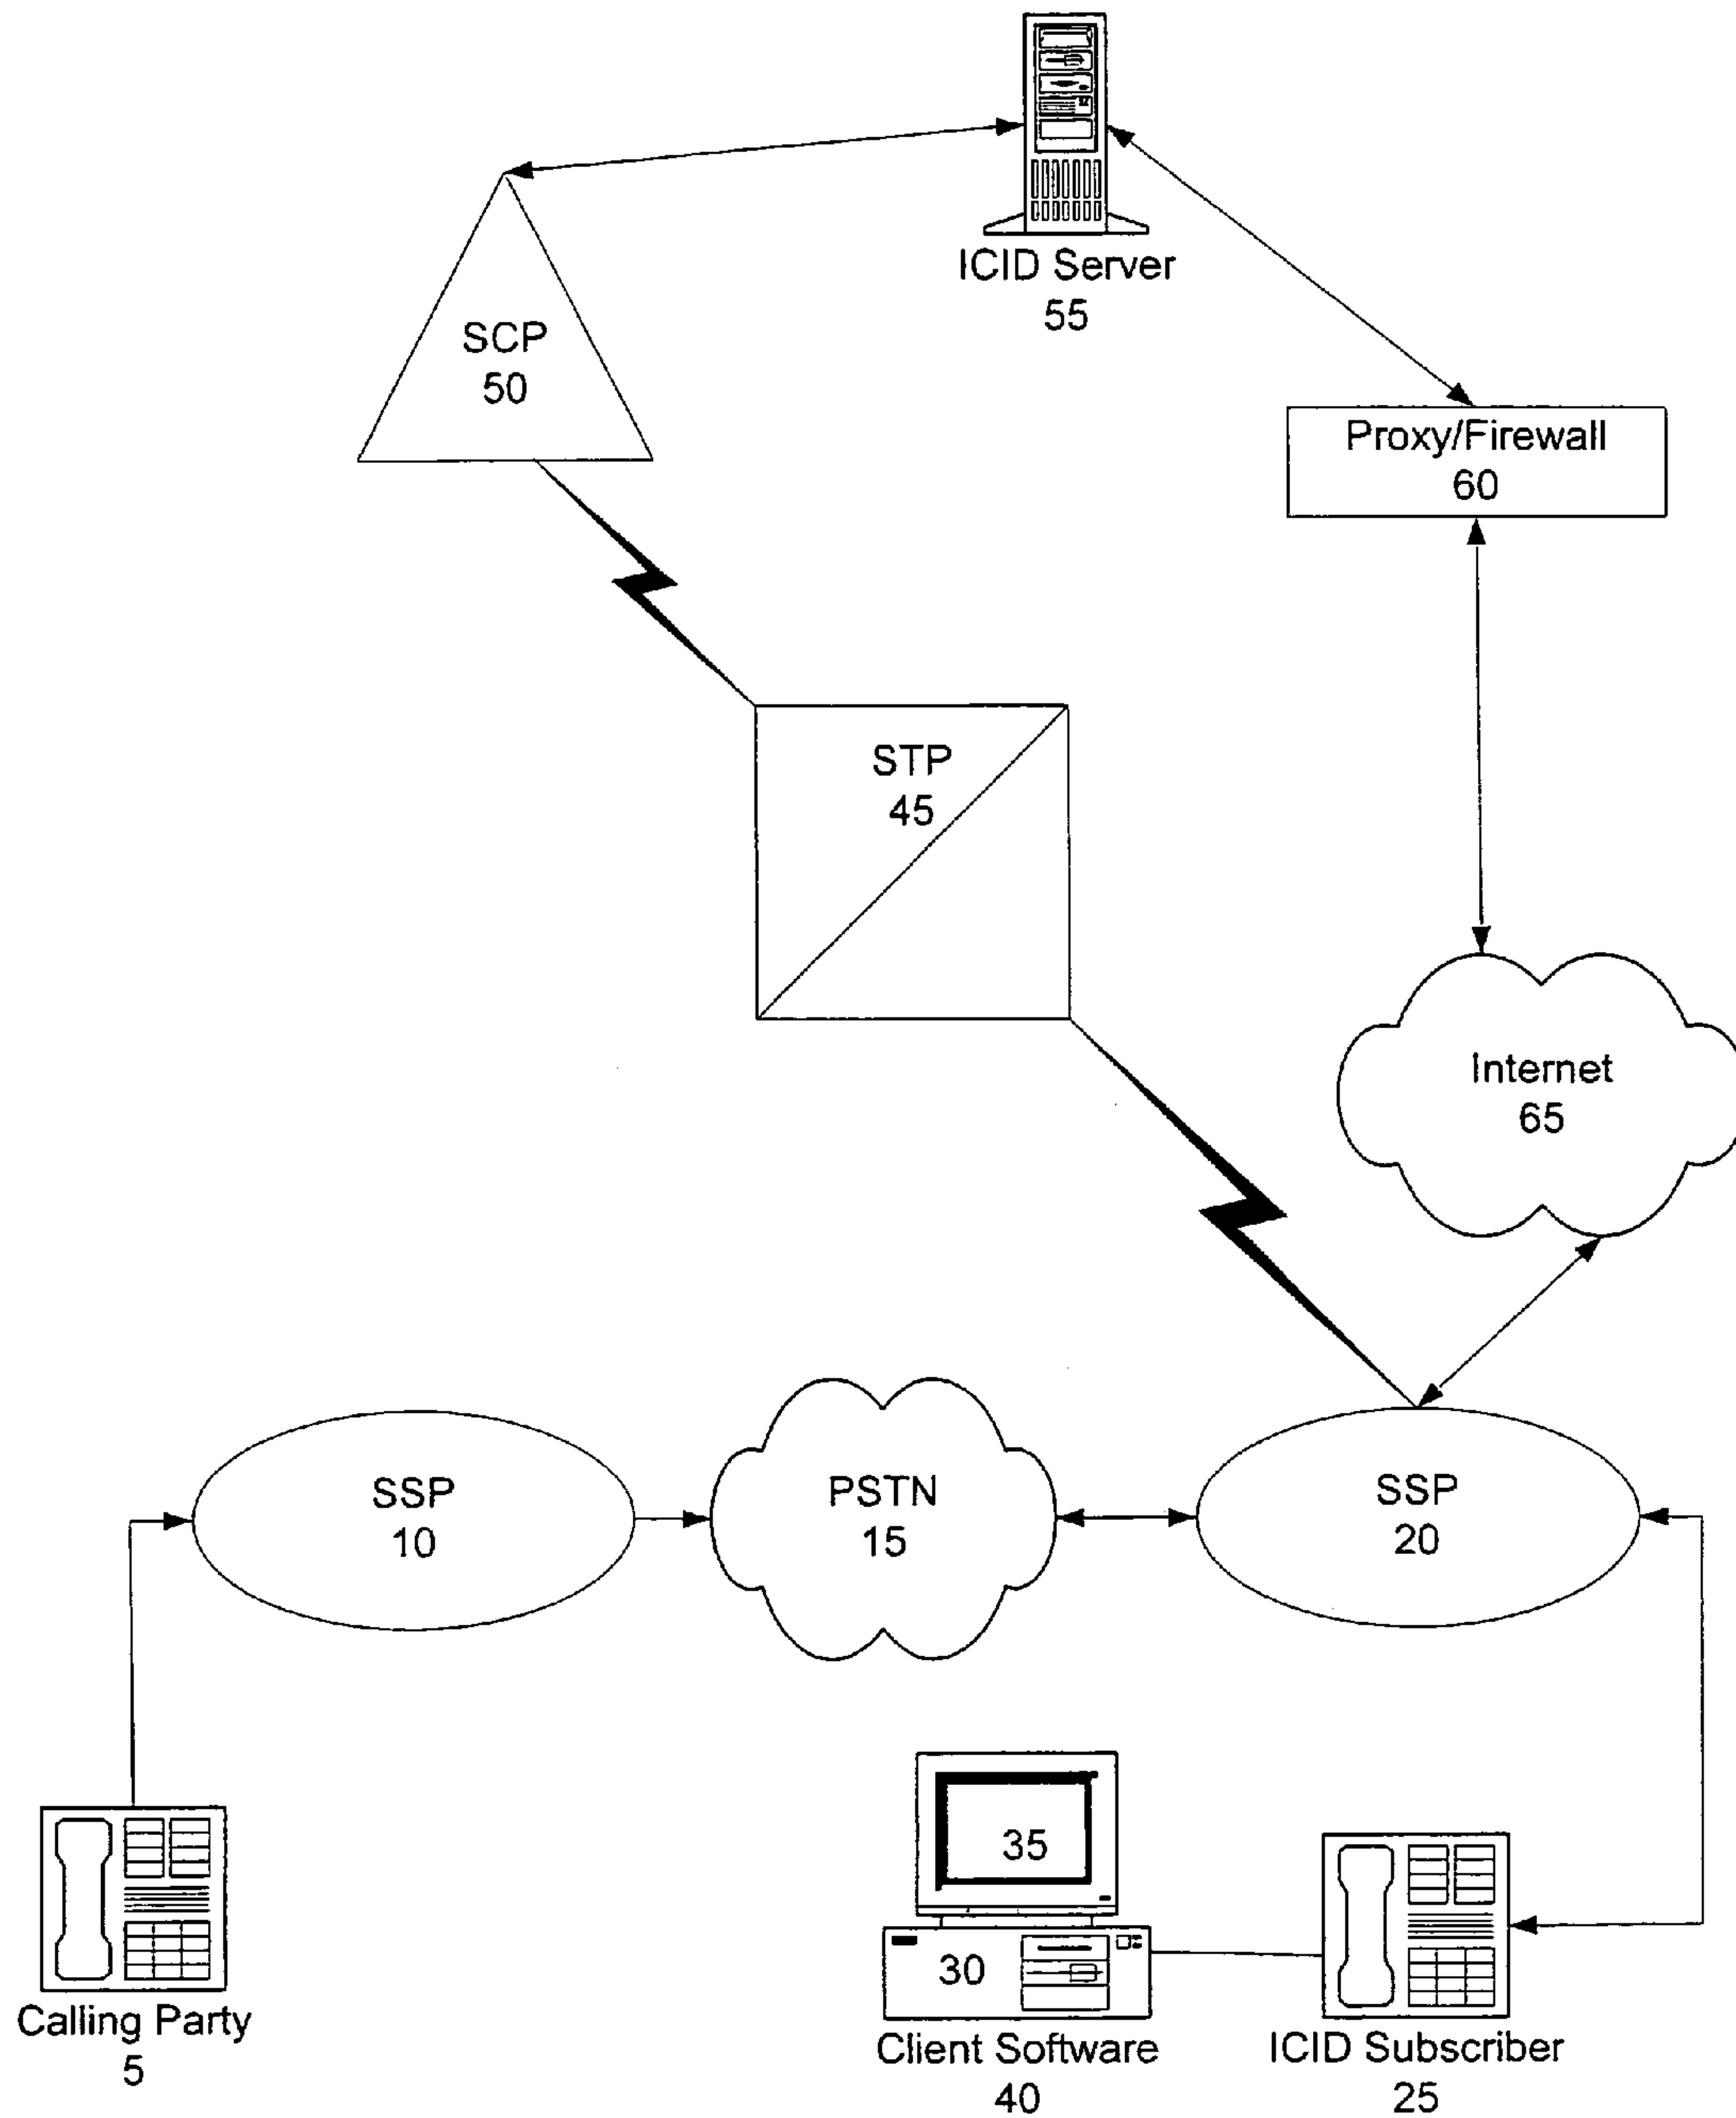 ICID Server
55
SCP
50
Proxy/Firewall
60
STP
45
Internet
65
SSP
10
PSTN
15
SSP
20
35
30
Calling Party
5
Client Software
40
ICID Subscriber
25